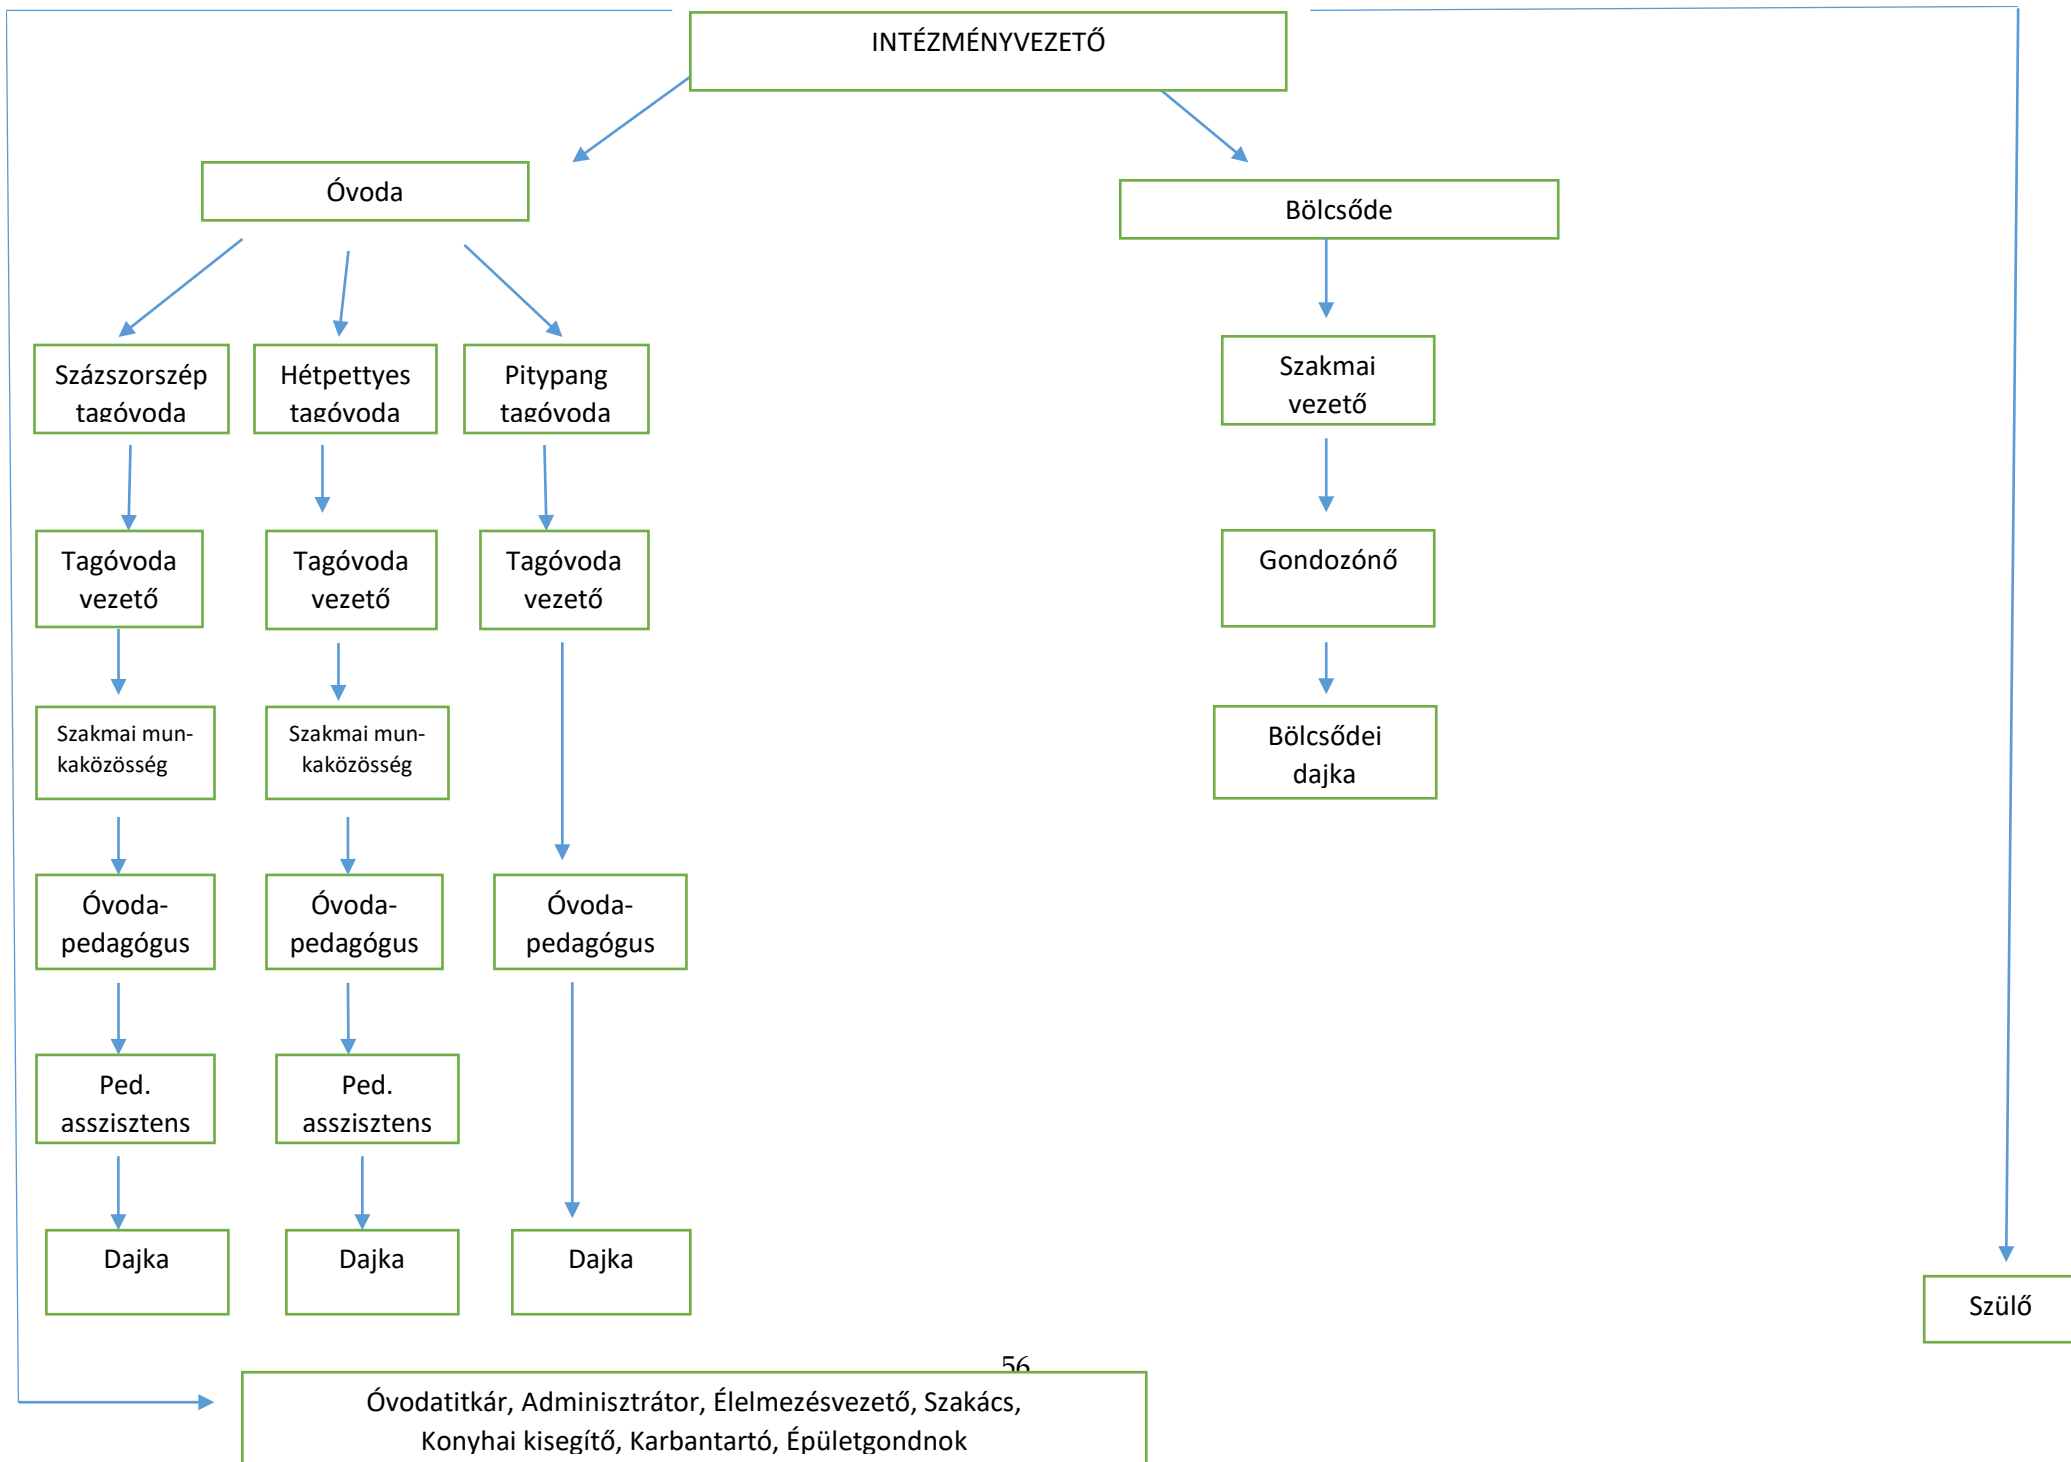 INTÉZMÉNYVEZETŐ
Óvoda
Bölcsőde
Százszorszép
tagóvoda
Hétpettyes
tagóvoda
Pitypang
tagóvoda
Szakmai
vezető
Tagóvoda
vezető
Tagóvoda
vezető
Tagóvoda
vezető
Gondozónő
Szakmai mun-
kaközösség
Szakmai mun-
kaközösség
Bölcsődei
dajka
Óvoda-
pedagógus
Óvoda-
pedagógus
Óvoda-
pedagógus
Ped.
asszisztens
Ped.
asszisztens
Dajka
Dajka
Dajka
Szülő
56
Óvodatitkár, Adminisztrátor, Élelmezésvezető, Szakács,
Konyhai kisegítő, Karbantartó, Épületgondnok